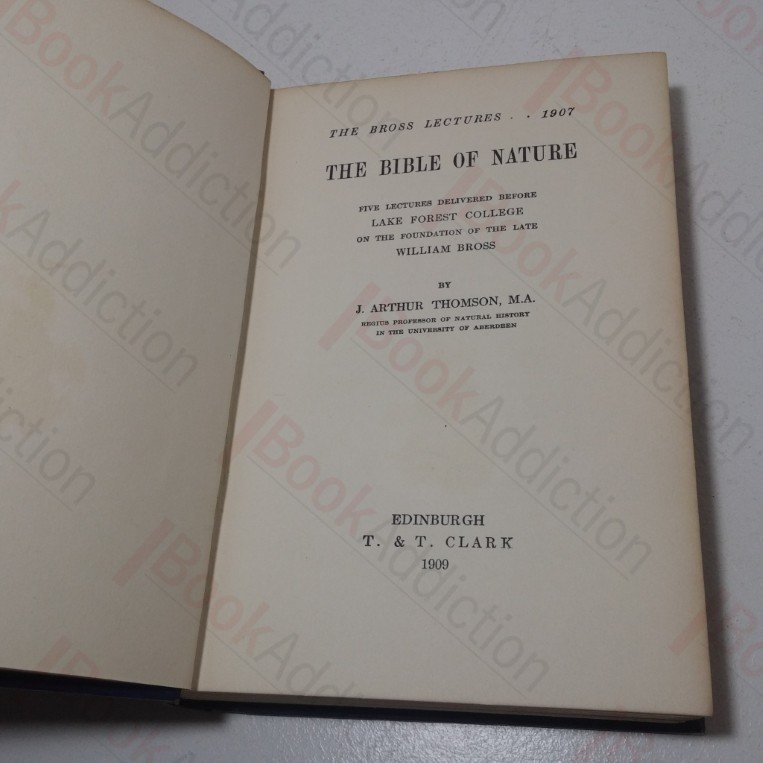 THE BROSS LECTURES . . 1907
THE BIBLE OF NATURE
FIVE LECTURES DELIVERED BEFORE
LAKE FOREST COLLEGE
ON THE FOUNDATION OF THE LATE
WILLIAM BROSS
BY
J. ARTHUR THOMSON, M.A.
REGIUS PROFESSOR OF NATURAL HISTORY
IN THE UNIVERSITY OF ABERDEEN
EDINBURGH
T. & T. CLARK
1909
BookAddiction